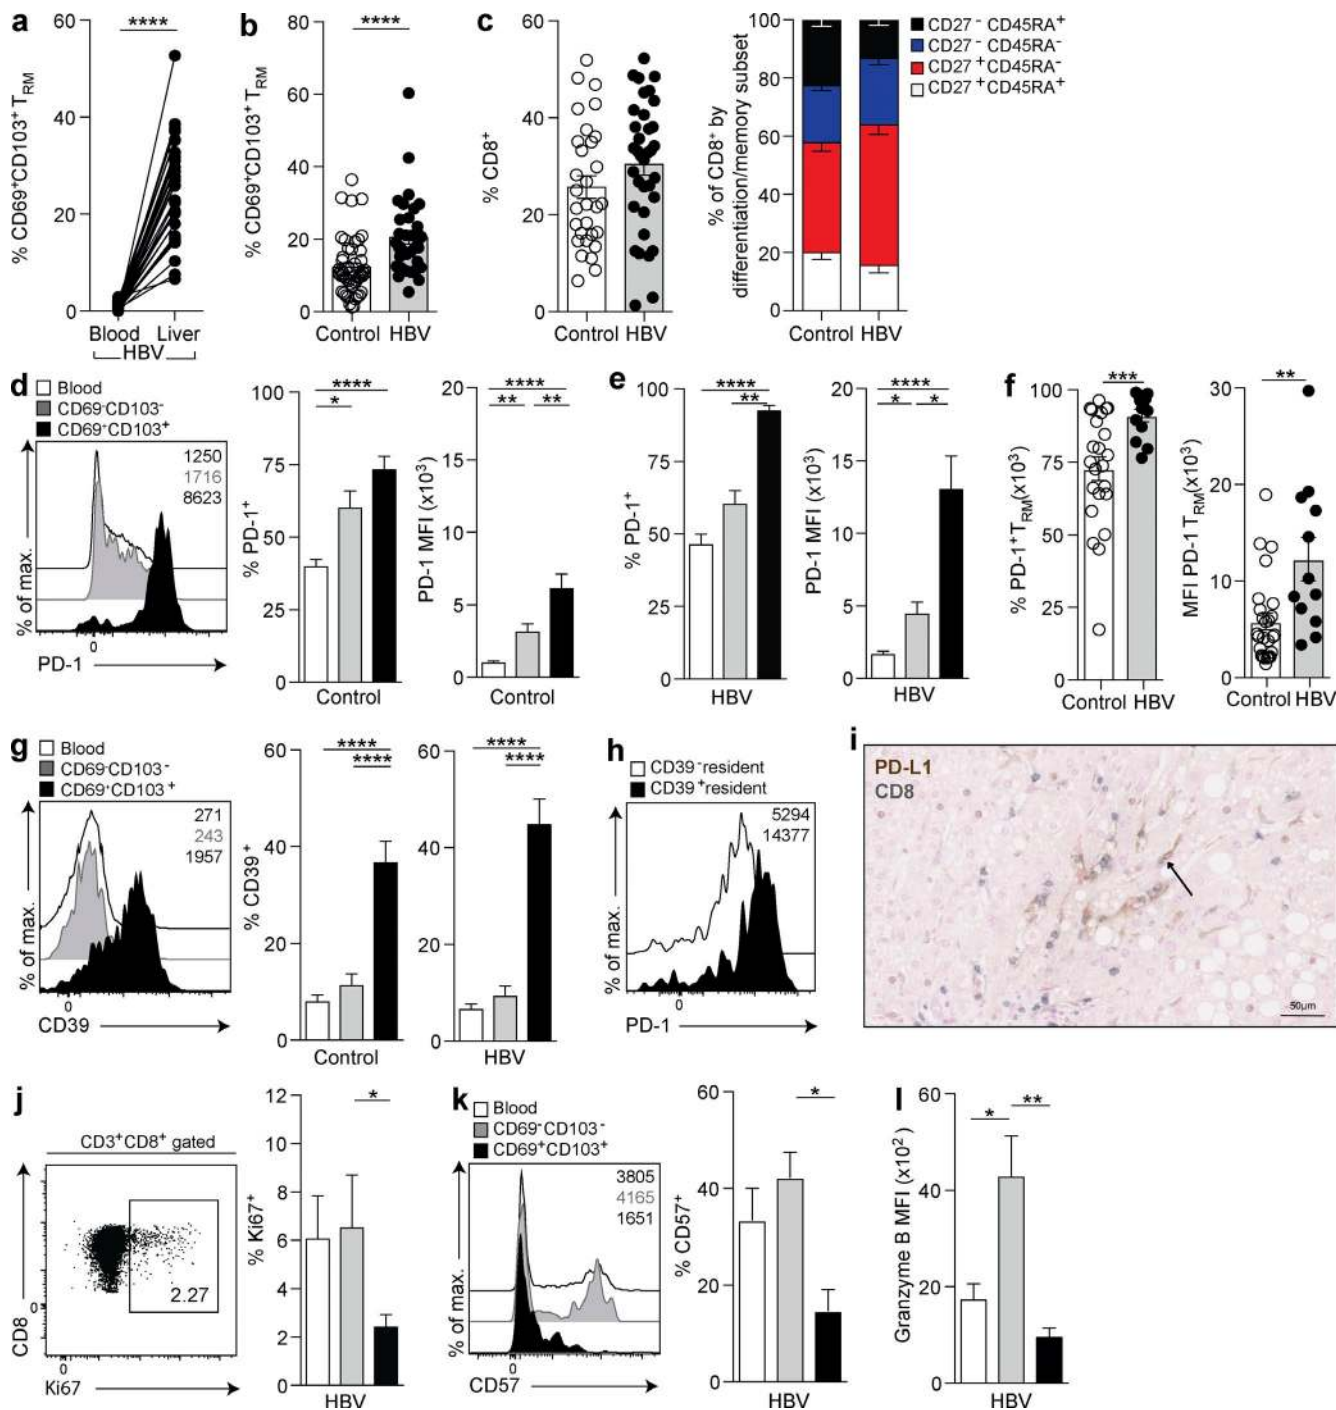 a
****
% CD69⁺CD103⁺ T_RM
60
40
20
0
Blood Liver
HBV
b
****
% CD69⁺CD103⁺ T_RM
80
60
40
20
0
Control HBV
c
% CD8⁺
60
40
20
0
Control HBV
% of CD8⁺ by
differentiation/memory subset
100
80
60
40
20
0
Control HBV
CD27⁻ CD45RA⁺
CD27⁻ CD45RA⁻
CD27⁺CD45RA⁻
CD27⁺CD45RA⁺
d
Blood
CD69⁻CD103⁻
CD69⁺CD103⁺
1250
1716
8623
% of max.
0
PD-1
% PD-1⁺
100
75
50
25
0
****
*
Control
PD-1 MFI (x10³)
20
15
10
5
0
****
** **
Control
e
% PD-1⁺
100
75
50
25
0
****
**
HBV
PD-1 MFI (x10³)
20
15
10
5
0
****
* *
HBV
f
% PD-1⁺T_RM(x10³)
100
75
50
25
0
***
Control HBV
MFI PD-1 T_RM(x10³)
30
20
10
0
**
Control HBV
g
Blood
CD69⁻CD103⁻
CD69⁺CD103⁺
271
243
1957
% of max.
0
CD39
% CD39⁺
60
40
20
0
****
****
Control
60
40
20
0
****
****
HBV
h
CD39⁻resident
CD39⁺resident
5294
14377
% of max.
0
PD-1
i
PD-L1
CD8
50µm
j
CD3⁺CD8⁺ gated
CD8
0
2.27
0
Ki67
% Ki67⁺
12
10
8
6
4
2
0
*
HBV
k
Blood
CD69⁻CD103⁻
CD69⁺CD103⁺
3805
4165
1651
% of max.
0
CD57
% CD57⁺
60
40
20
0
*
HBV
l
Granzyme B MFI (x10²)
60
40
20
0
* **
HBV